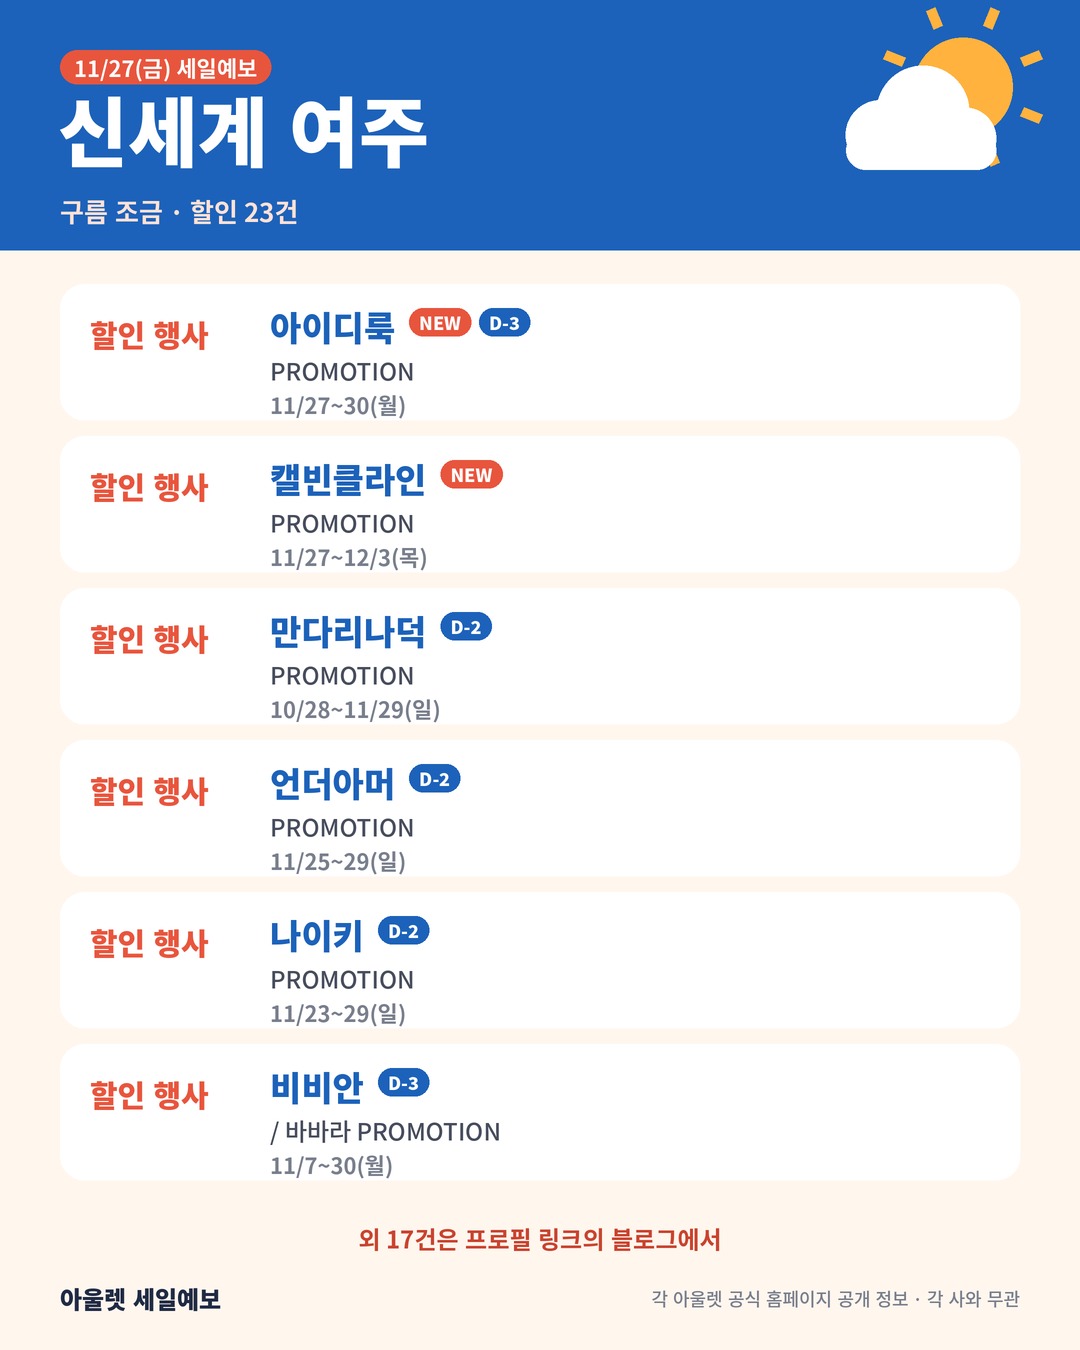 11/27(금) 세일예보
신세계 여주
구름 조금 · 할인 23건
할인 행사
아이디룩 NEW D-3
PROMOTION
11/27~30(월)
할인 행사
캘빈클라인 NEW
PROMOTION
11/27~12/3(목)
할인 행사
만다리나덕 D-2
PROMOTION
10/28~11/29(일)
할인 행사
언더아머 D-2
PROMOTION
11/25~29(일)
할인 행사
나이키 D-2
PROMOTION
11/23~29(일)
할인 행사
비비안 D-3
/ 바바라 PROMOTION
11/7~30(월)
외 17건은 프로필 링크의 블로그에서
아울렛 세일예보
각 아울렛 공식 홈페이지 공개 정보 · 각 사와 무관